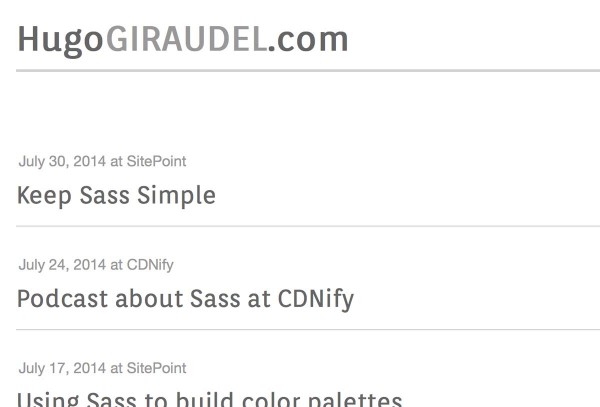 HugoGIRAUDEL.com
July 30, 2014 at SitePoint
Keep Sass Simple
July 24, 2014 at CDNify
Podcast about Sass at CDNify
July 17, 2014 at SitePoint
Using Sass to build color palettes